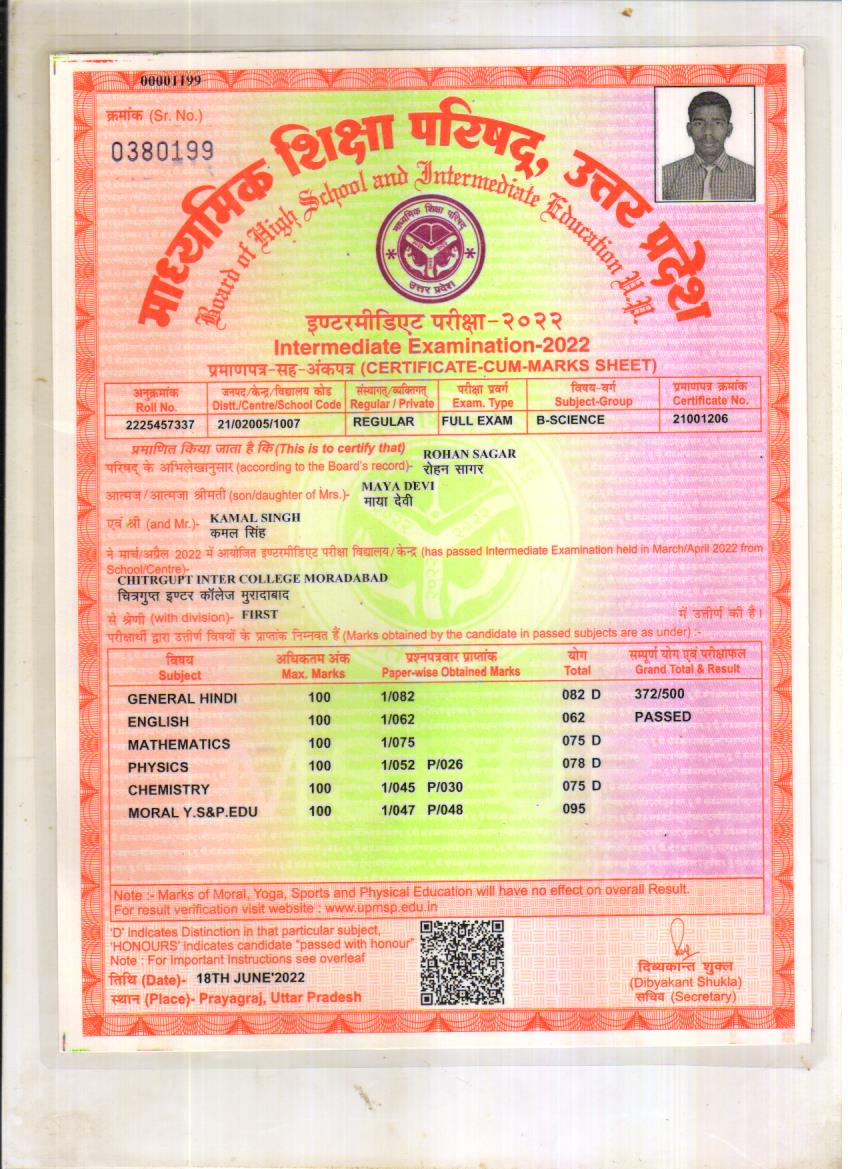 00001199
क्रमांक (Sr. No.)
0380199
माध्यमिक शिक्षा परिषद्, उत्तर प्रदेश
Board of High School and Intermediate Education U.P.
माध्यमिक शिक्षा परिषद्
उत्तर प्रदेश
इण्टरमीडिएट परीक्षा-२०२२
Intermediate Examination-2022
प्रमाणपत्र-सह-अंकपत्र (CERTIFICATE-CUM-MARKS SHEET)
अनुक्रमांक जनपद/केन्द्र/विद्यालय कोड संस्थागत/व्यक्तिगत परीक्षा प्रवर्ग विषय-वर्ग प्रमाणपत्र क्रमांक
Roll No. Distt./Centre/School Code Regular / Private Exam. Type Subject-Group Certificate No.
2225457337 21/02005/1007 REGULAR FULL EXAM B-SCIENCE 21001206
प्रमाणित किया जाता है कि (This is to certify that) ROHAN SAGAR
परिषद् के अभिलेखानुसार (according to the Board's record)- रोहन सागर
आत्मज/आत्मजा श्रीमती (son/daughter of Mrs.)- MAYA DEVI
माया देवी
एवं श्री (and Mr.)- KAMAL SINGH
कमल सिंह
ने मार्च/अप्रैल 2022 में आयोजित इण्टरमीडिएट परीक्षा विद्यालय/केन्द्र (has passed Intermediate Examination held in March/April 2022 from
School/Centre)-
CHITRGUPT INTER COLLEGE MORADABAD
चित्रगुप्त इण्टर कॉलेज मुरादाबाद
से श्रेणी (with division)- FIRST में उत्तीर्ण की है।
परीक्षार्थी द्वारा उत्तीर्ण विषयों के प्राप्तांक निम्नवत हैं (Marks obtained by the candidate in passed subjects are as under) :-
विषय अधिकतम अंक प्रश्नपत्रवार प्राप्तांक योग सम्पूर्ण योग एवं परीक्षाफल
Subject Max. Marks Paper-wise Obtained Marks Total Grand Total & Result
GENERAL HINDI 100 1/082 082 D 372/500
ENGLISH 100 1/062 062 PASSED
MATHEMATICS 100 1/075 075 D
PHYSICS 100 1/052 P/026 078 D
CHEMISTRY 100 1/045 P/030 075 D
MORAL Y.S&P.EDU 100 1/047 P/048 095
Note :- Marks of Moral, Yoga, Sports and Physical Education will have no effect on overall Result.
For result verification visit website : www.upmsp.edu.in
'D' indicates Distinction in that particular subject,
'HONOURS' indicates candidate "passed with honour"
Note : For Important Instructions see overleaf
तिथि (Date)- 18TH JUNE'2022
स्थान (Place)- Prayagraj, Uttar Pradesh
दिव्यकान्त शुक्ल
(Dibyakant Shukla)
सचिव (Secretary)